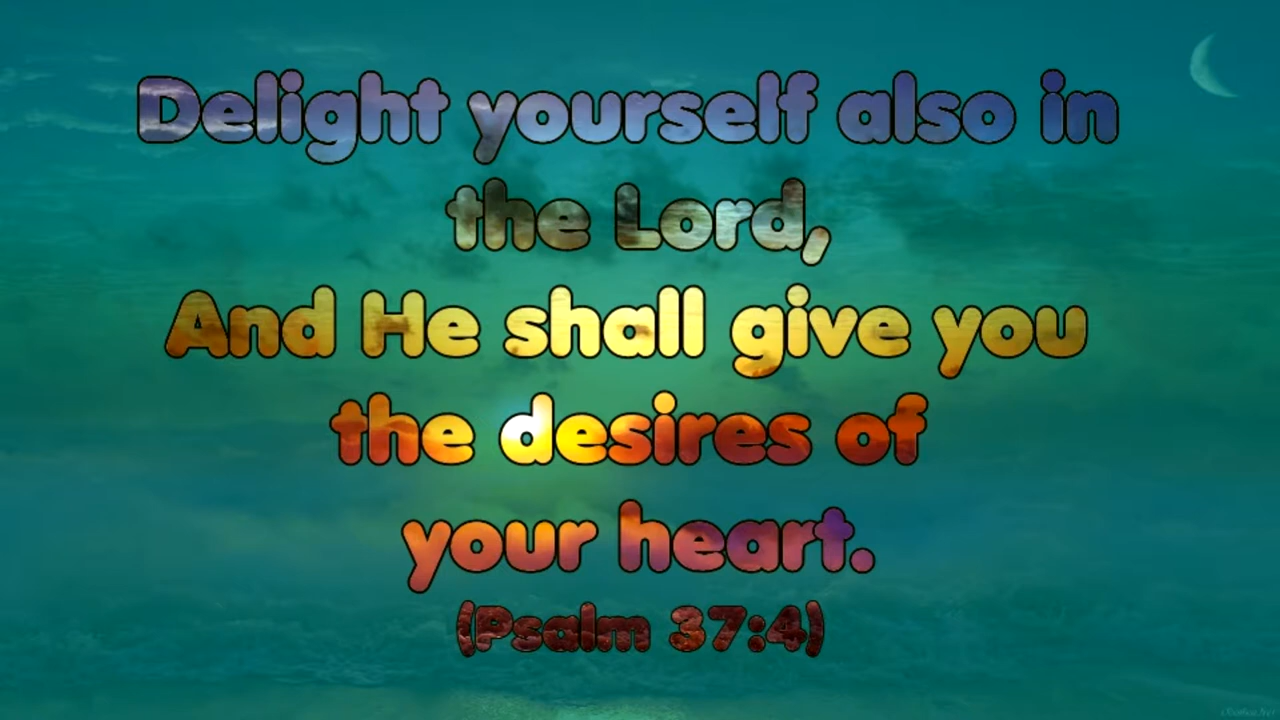 Delight yourself also in
the Lord,
And He shall give you
the desires of
your heart.
(Psalm 37:4)